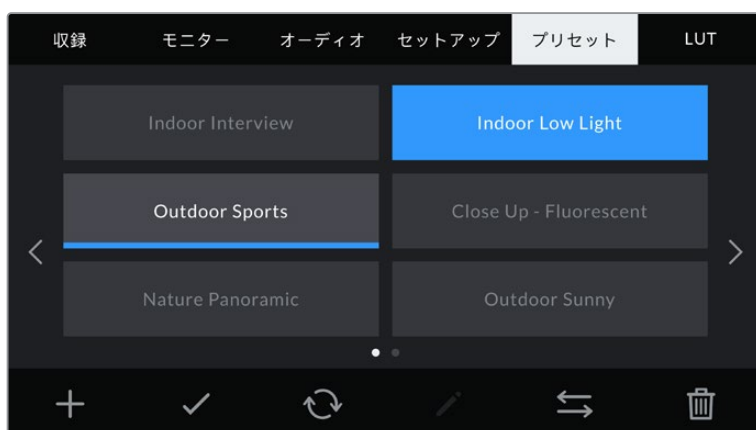 収録 モニター オーディオ セットアップ プリセット LUT
Indoor Interview Indoor Low Light
Outdoor Sports Close Up - Fluorescent
Nature Panoramic Outdoor Sunny